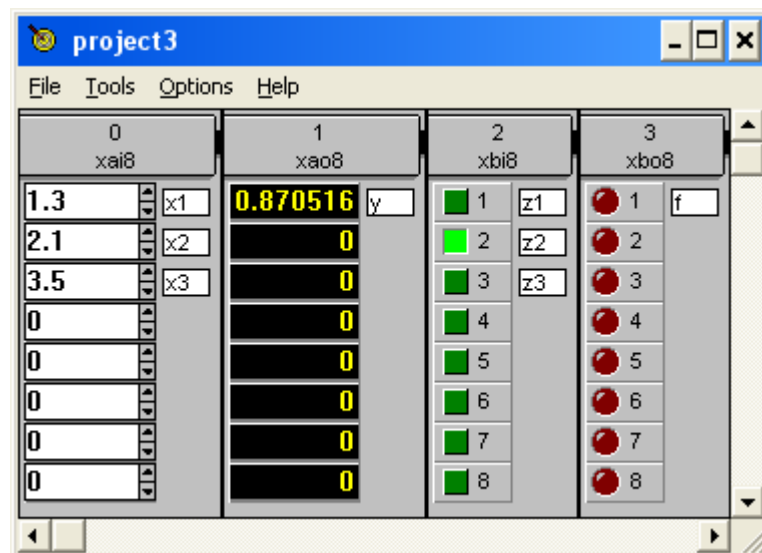 project3
File Tools Options Help
0 1 2 3
xai8 xao8 xbi8 xbo8
1.3 x1 0.870516 y 1 z1 1 f
2.1 x2 0 2 z2 2
3.5 x3 0 3 z3 3
0 0 4 4
0 0 5 5
0 0 6 6
0 0 7 7
0 0 8 8